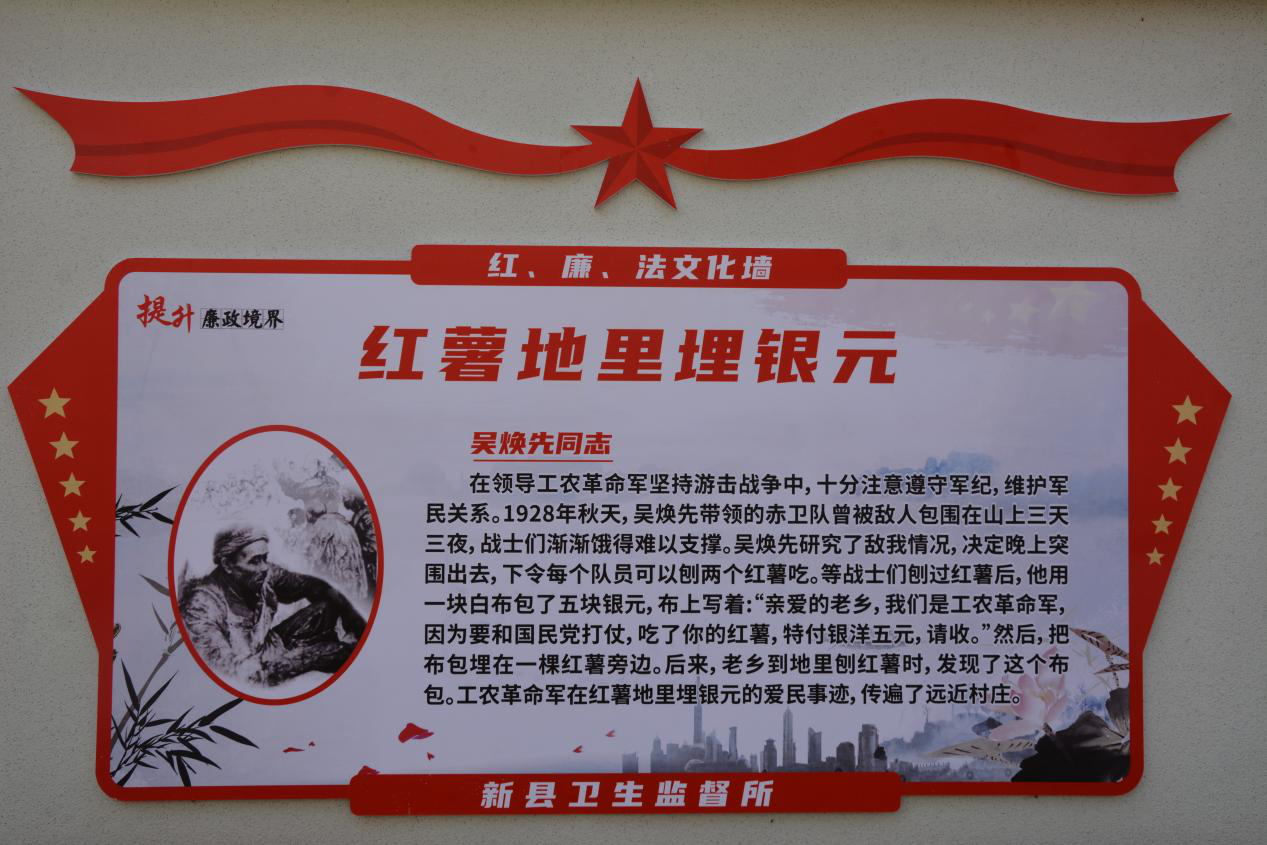 红、廉、法文化墙
提升廉政境界
红薯地里埋银元
吴焕先同志
在领导工农革命军坚持游击战争中，十分注意遵守军纪，维护军
民关系。1928年秋天，吴焕先带领的赤卫队曾被敌人包围在山上三天
三夜，战士们渐渐饿得难以支撑。吴焕先研究了敌我情况，决定晚上突
围出去，下令每个队员可以刨两个红薯吃。等战士们刨过红薯后，他用
一块白布包了五块银元，布上写着：“亲爱的老乡，我们是工农革命军，
因为要和国民党打仗，吃了你的红薯，特付银洋五元，请收。”然后，把
布包埋在一棵红薯旁边。后来，老乡到地里刨红薯时，发现了这个布
包。工农革命军在红薯地里埋银元的爱民事迹，传遍了远近村庄。
新县卫生监督所